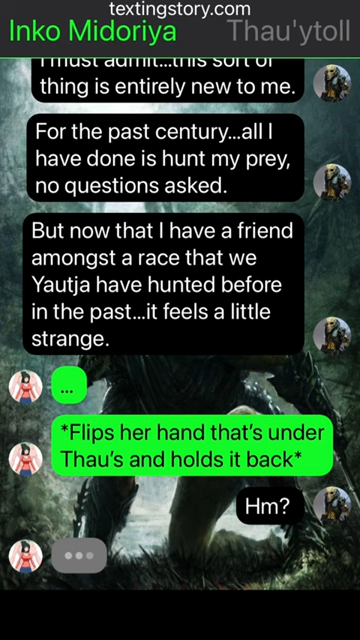 textingstory.com
Inko Midoriya Thau'ytoll
I must admit...this sort of
thing is entirely new to me.
For the past century...all I
have done is hunt my prey,
no questions asked.
But now that I have a friend
amongst a race that we
Yautja have hunted before
in the past...it feels a little
strange.
...
*Flips her hand that's under
Thau's and holds it back*
Hm?